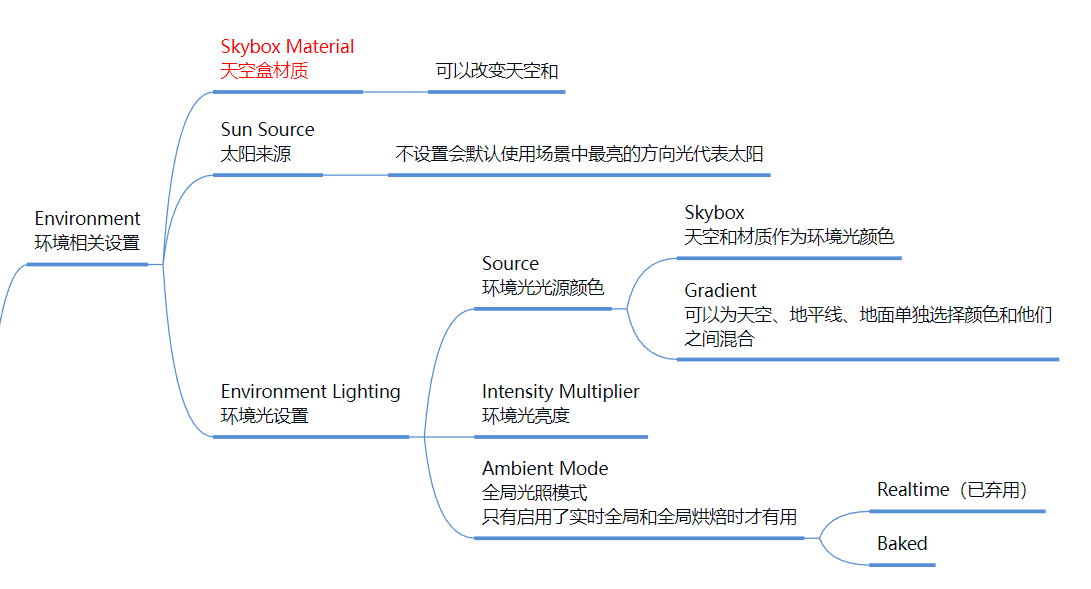 Skybox Material
天空盒材质
可以改变天空和
Sun Source
太阳来源
不设置会默认使用场景中最亮的方向光代表太阳
Environment
环境相关设置
Environment Lighting
环境光设置
Source
环境光光源颜色
Skybox
天空和材质作为环境光颜色
Gradient
可以为天空、地平线、地面单独选择颜色和他们
之间混合
Intensity Multiplier
环境光亮度
Ambient Mode
全局光照模式
只有启用了实时全局和全局烘焙时才有用
Realtime（已弃用）
Baked